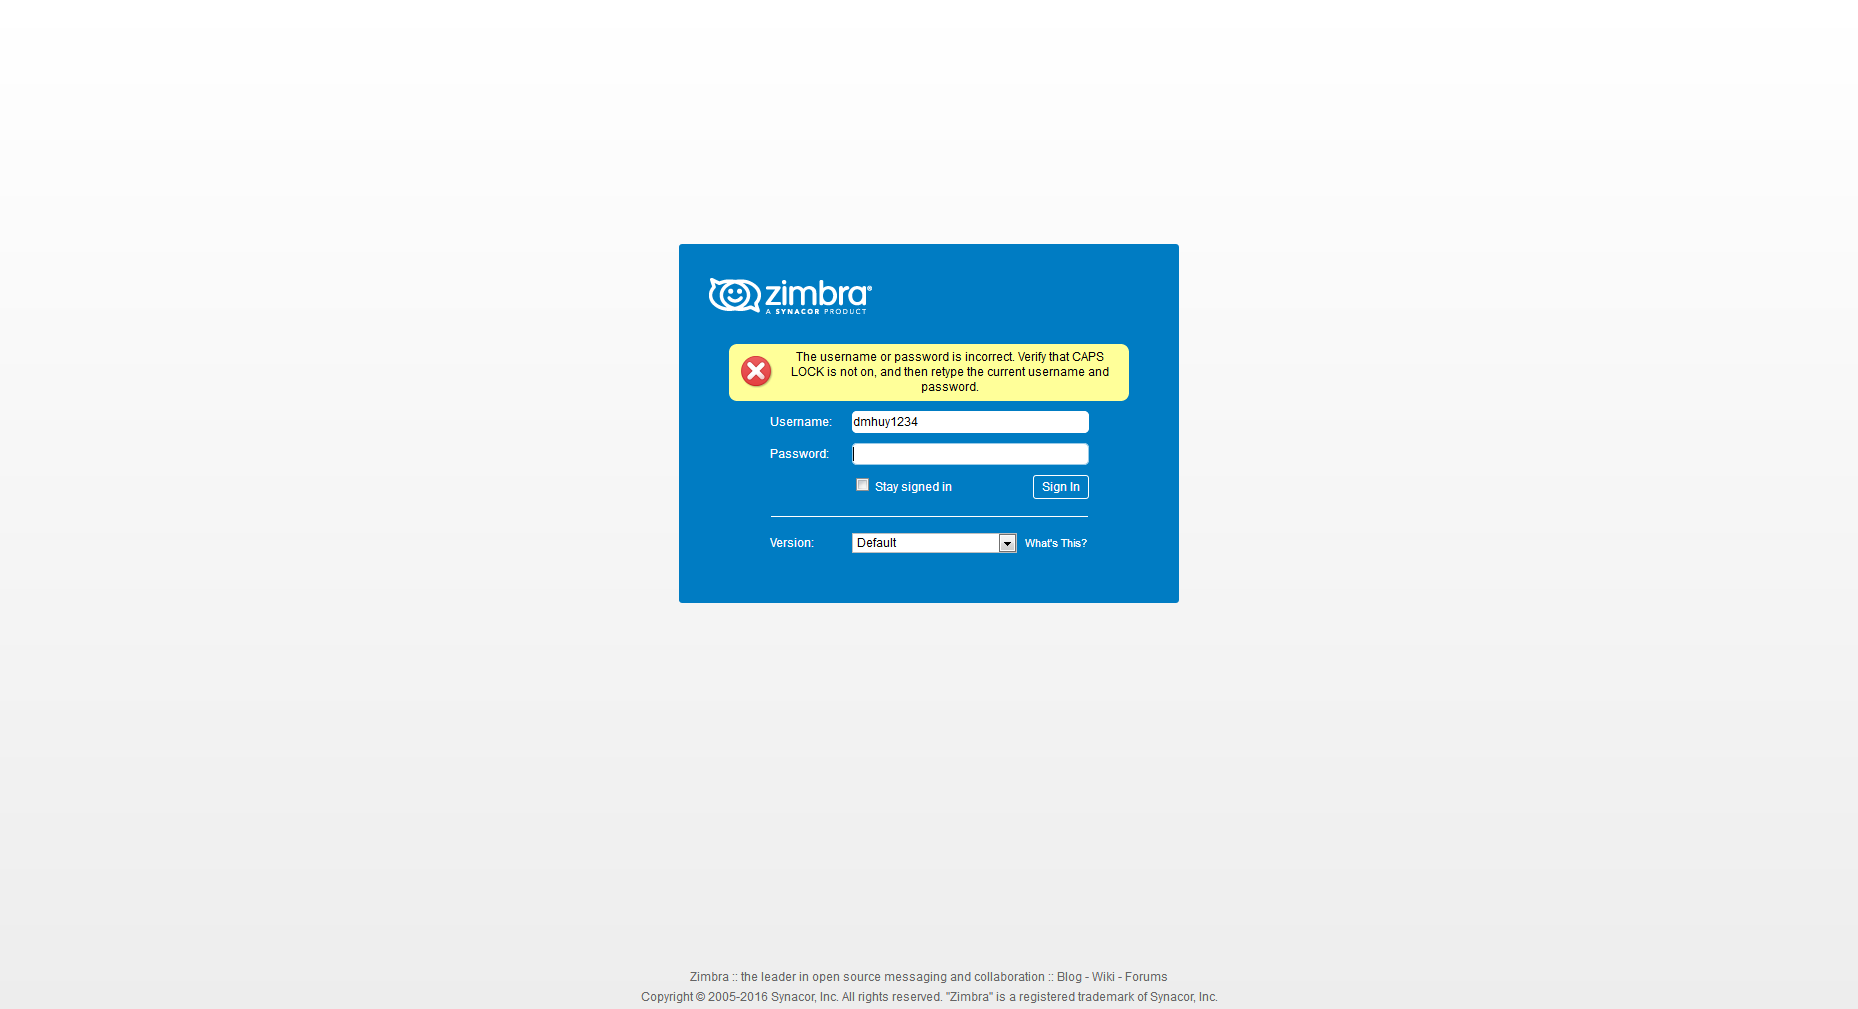 zimbra®
A SYNACOR PRODUCT
The username or password is incorrect. Verify that CAPS
LOCK is not on, and then retype the current username and
password.
Username: dmhuy1234
Password:
Stay signed in Sign In
Version: Default What's This?
Zimbra :: the leader in open source messaging and collaboration :: Blog - Wiki - Forums
Copyright © 2005-2016 Synacor, Inc. All rights reserved. "Zimbra" is a registered trademark of Synacor, Inc.